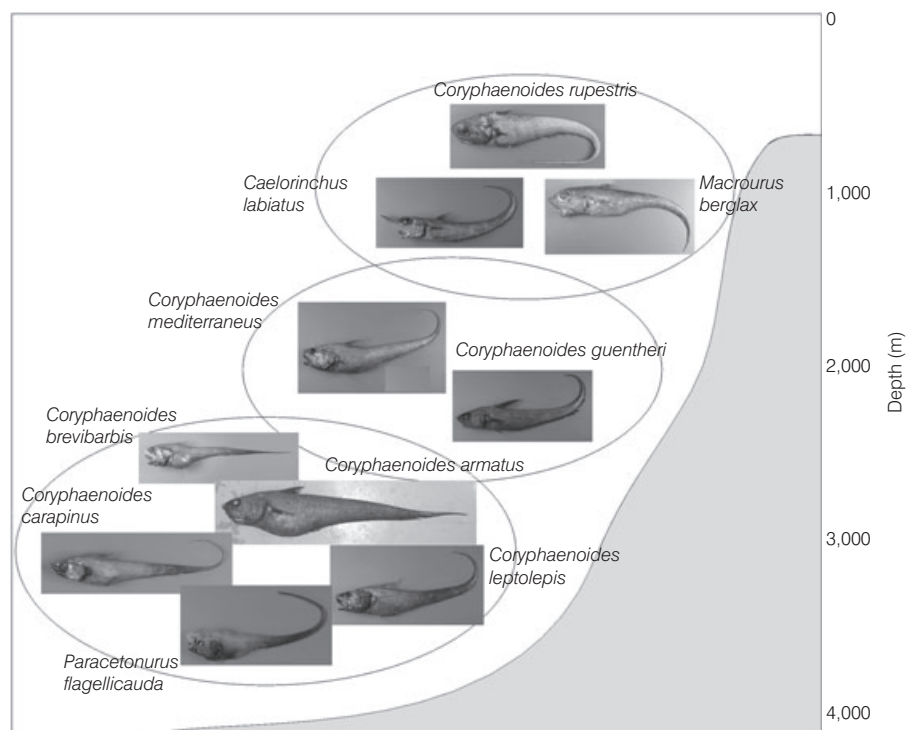 0
Coryphaenoides rupestris
Caelorinchus
labiatus
Macrourus
berglax
1,000
Coryphaenoides
mediterraneus
Coryphaenoides guentheri
2,000
Depth (m)
Coryphaenoides
brevibarbis
Coryphaenoides armatus
Coryphaenoides
carapinus
3,000
Coryphaenoides
leptolepis
Paracetonurus
flagellicauda
4,000